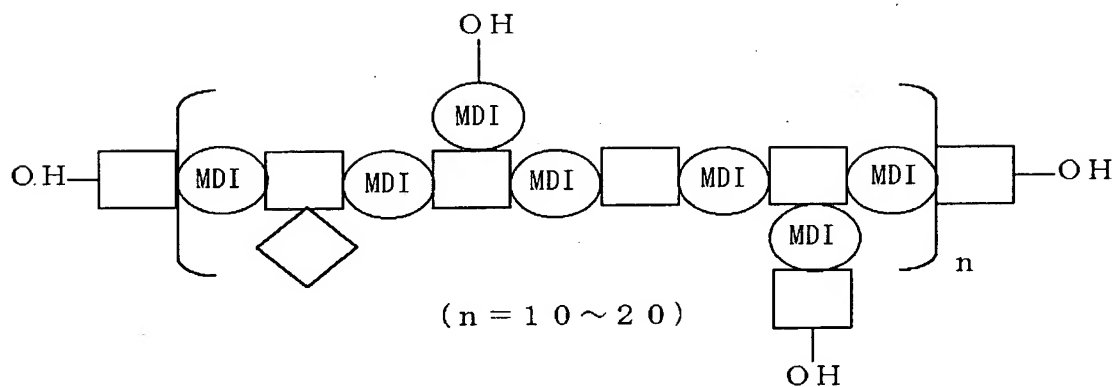 OH
MDI
OH MDI MDI MDI MDI MDI OH
MDI
n
(n=10~20)
OH